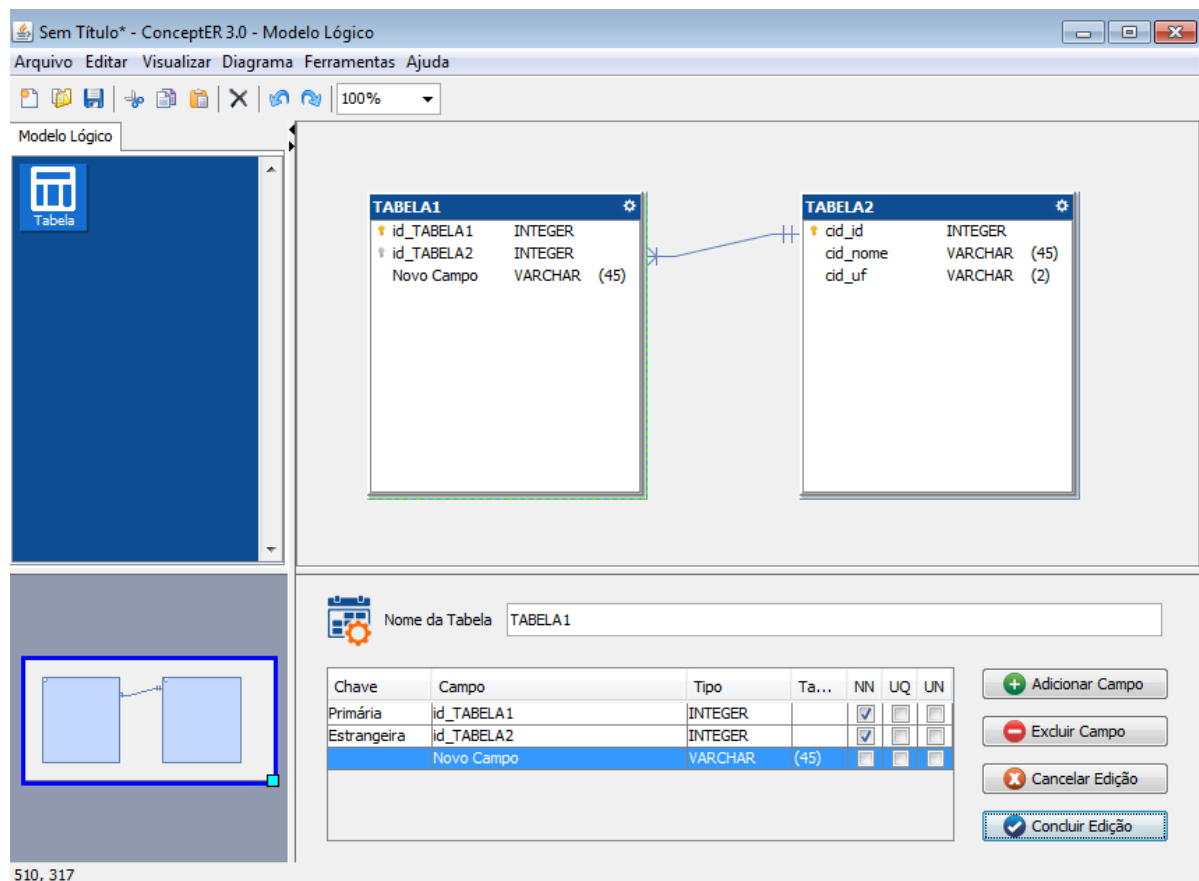 Sem Título* - ConceptER 3.0 - Modelo Lógico
Arquivo Editar Visualizar Diagrama Ferramentas Ajuda
100%
Modelo Lógico
Tabela
TABELA1
id_TABELA1 INTEGER
id_TABELA2 INTEGER
Novo Campo VARCHAR (45)
TABELA2
cid_id INTEGER
cid_nome VARCHAR (45)
cid_uf VARCHAR (2)
Nome da Tabela TABELA1
Chave Campo Tipo Ta... NN UQ UN
Primária id_TABELA1 INTEGER
Estrangeira id_TABELA2 INTEGER
Novo Campo VARCHAR (45)
Adicionar Campo
Excluir Campo
Cancelar Edição
Concluir Edição
510, 317